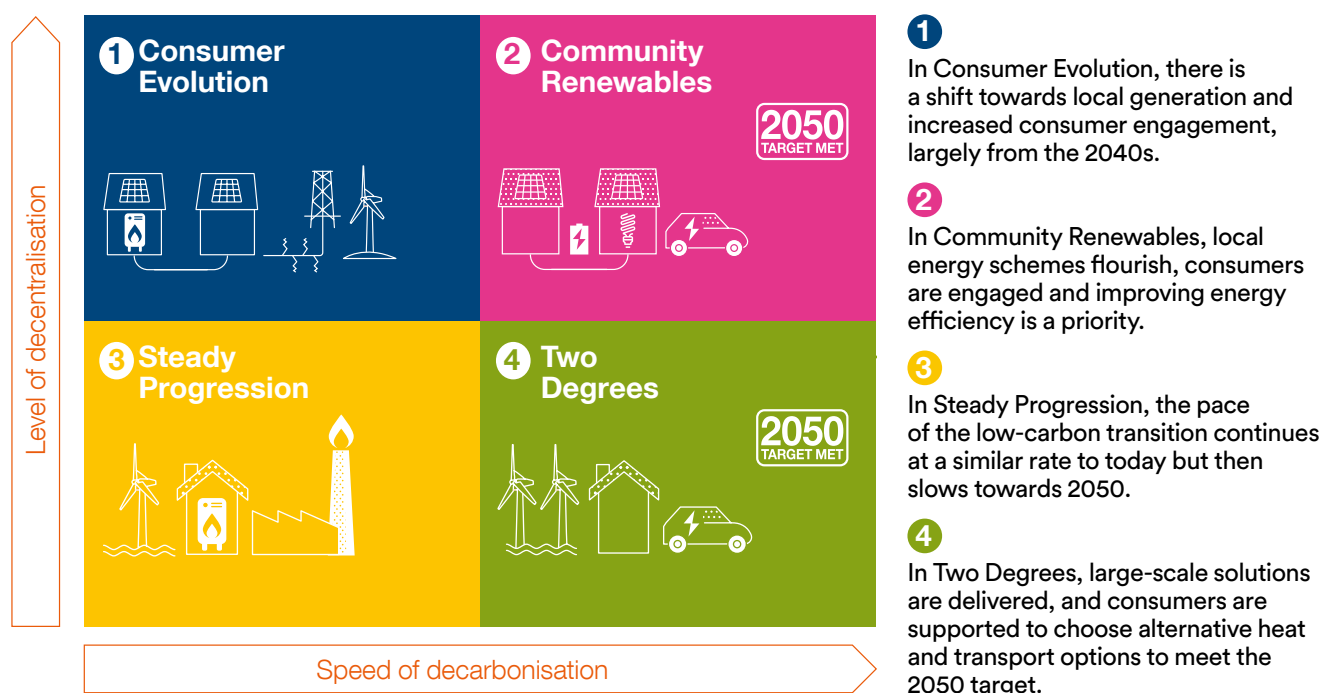 Level of decentralisation
1 Consumer
Evolution
2 Community
Renewables
2050
TARGET MET
3 Steady
Progression
4 Two
Degrees
2050
TARGET MET
Speed of decarbonisation
1
In Consumer Evolution, there is
a shift towards local generation and
increased consumer engagement,
largely from the 2040s.
2
In Community Renewables, local
energy schemes flourish, consumers
are engaged and improving energy
efficiency is a priority.
3
In Steady Progression, the pace
of the low-carbon transition continues
at a similar rate to today but then
slows towards 2050.
4
In Two Degrees, large-scale solutions
are delivered, and consumers are
supported to choose alternative heat
and transport options to meet the
2050 target.